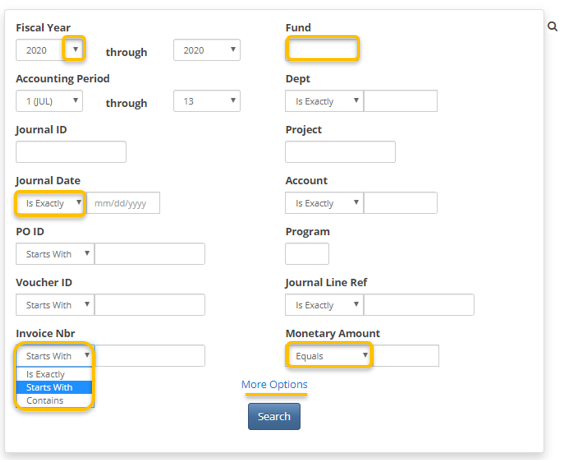 Fiscal Year Fund
2020 through 2020
Accounting Period Dept
1 (JUL) through 13 Is Exactly
Journal ID Project
Journal Date Account
Is Exactly mm/dd/yyyy Is Exactly
PO ID Program
Starts With
Voucher ID Journal Line Ref
Starts With Is Exactly
Invoice Nbr Monetary Amount
Starts With Equals
Is Exactly
Starts With More Options
Contains
Search